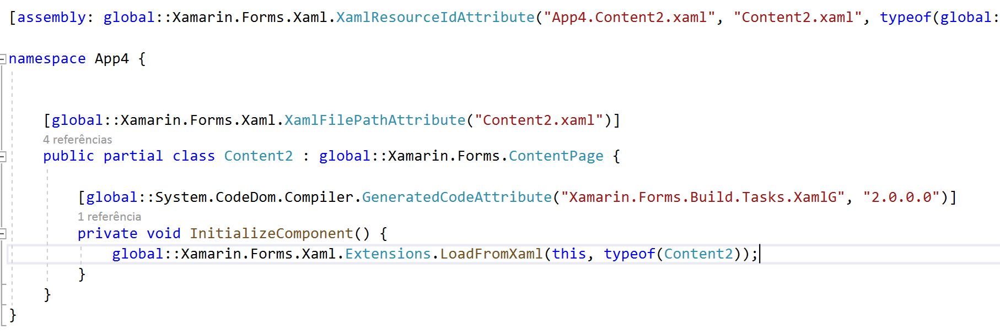 [assembly: global::Xamarin.Forms.Xaml.XamlResourceIdAttribute("App4.Content2.xaml", "Content2.xaml", typeof(global:
namespace App4 {
[global::Xamarin.Forms.Xaml.XamlFilePathAttribute("Content2.xaml")]
4 referências
public partial class Content2 : global::Xamarin.Forms.ContentPage {
[global::System.CodeDom.Compiler.GeneratedCodeAttribute("Xamarin.Forms.Build.Tasks.XamlG", "2.0.0.0")]
1 referência
private void InitializeComponent() {
global::Xamarin.Forms.Xaml.Extensions.LoadFromXaml(this, typeof(Content2));
}
}
}